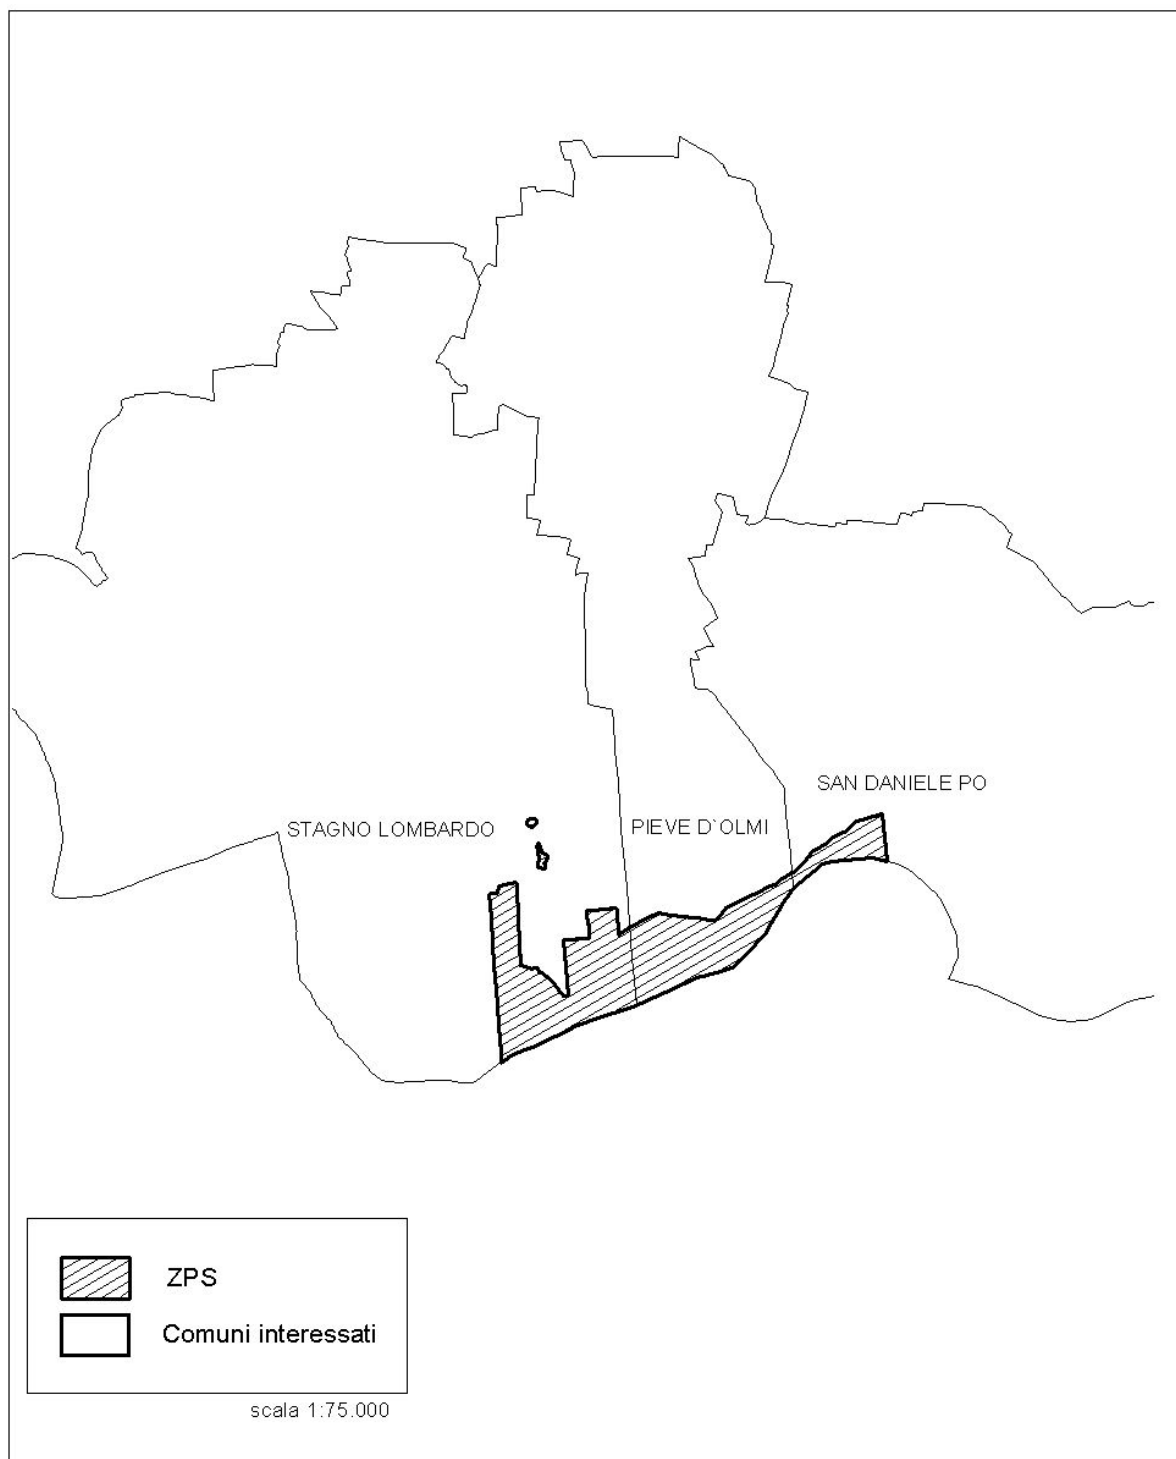 SAN DANIELE PO
STAGNO LOMBARDO
PIEVE D`OLMI
ZPS
Comuni interessati
scala 1:75.000